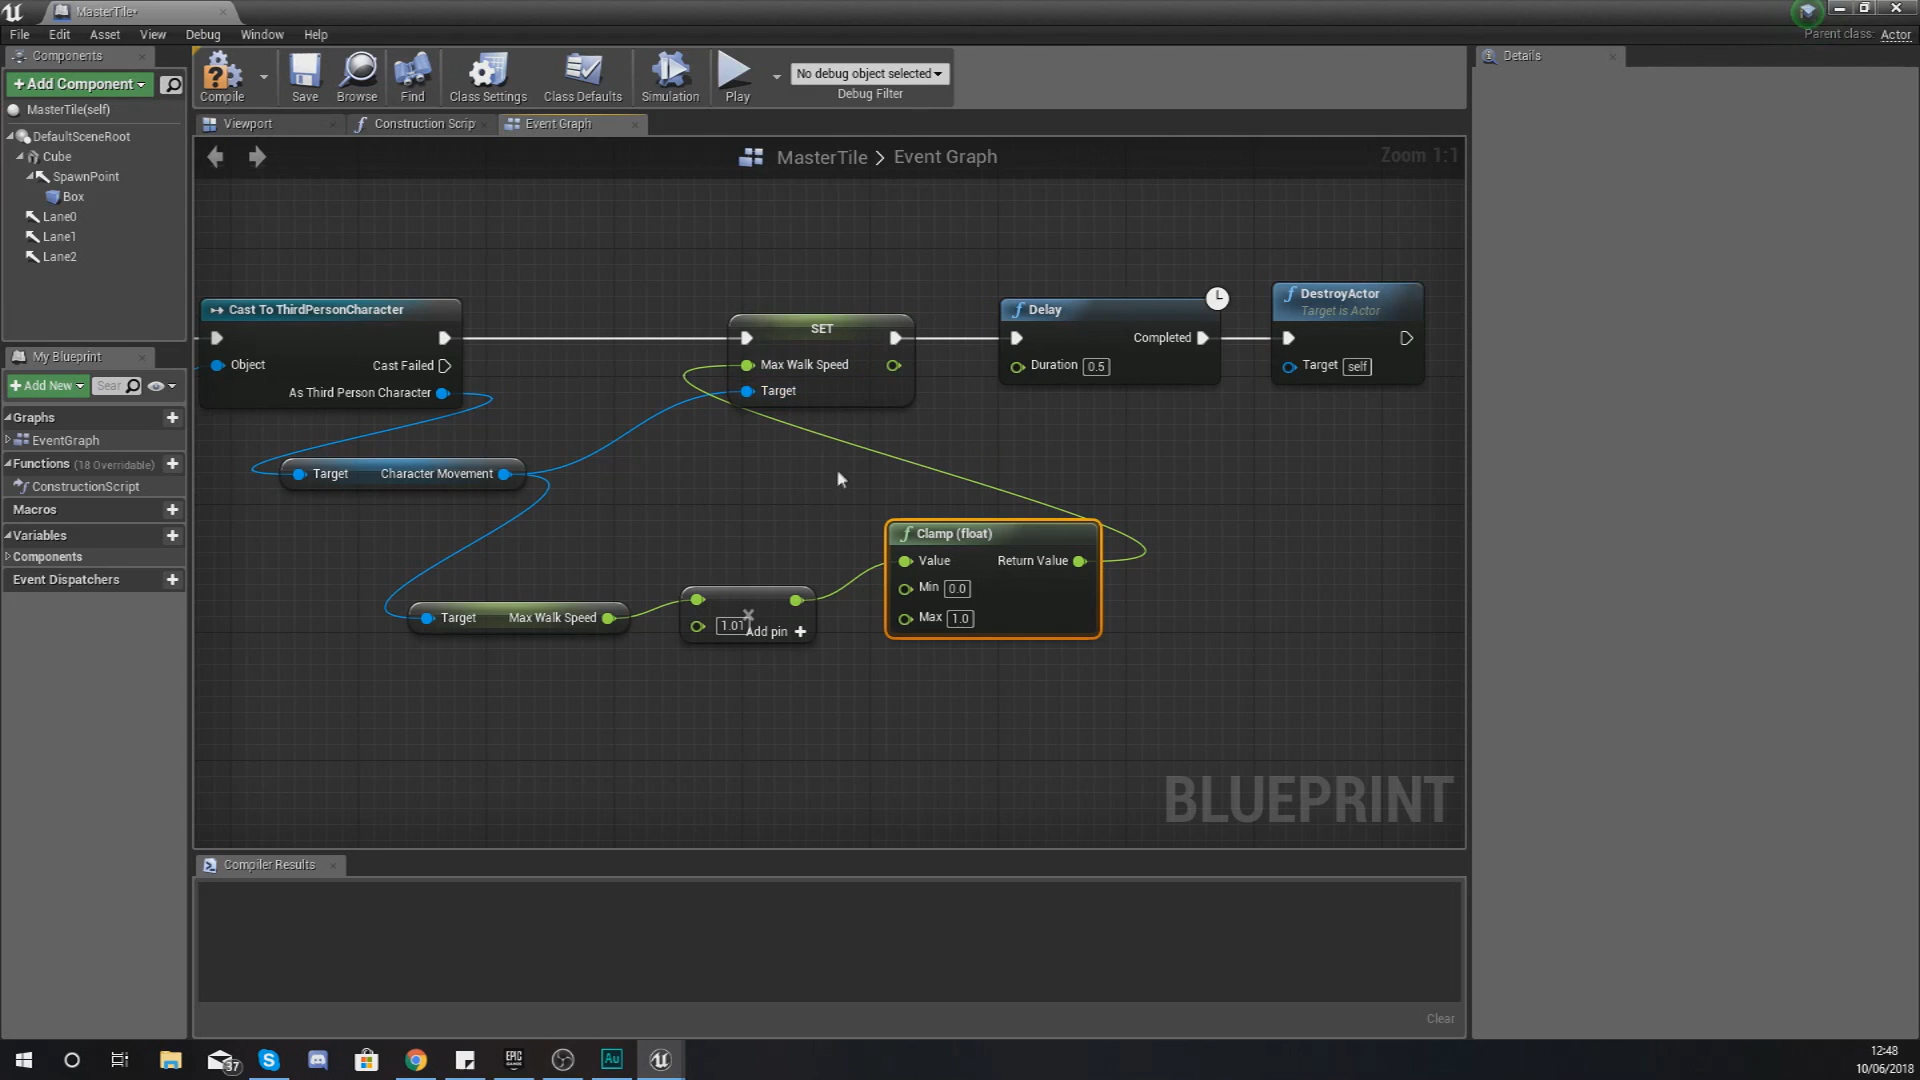 MasterTile*
File Edit Asset View Debug Window Help
Parent class: Actor
Components
+Add Component
MasterTile(self)
DefaultSceneRoot
Cube
SpawnPoint
Box
Lane0
Lane1
Lane2
Compile
Save
Browse
Find
Class Settings
Class Defaults
Simulation
Play
No debug object selected
Debug Filter
Details
Viewport
Construction Scrip
Event Graph
MasterTile > Event Graph
Zoom 1:1
My Blueprint
+Add New
Sear
Graphs
EventGraph
Functions (18 Overridable)
ConstructionScript
Macros
Variables
Components
Event Dispatchers
Cast To ThirdPersonCharacter
Object
Cast Failed
As Third Person Character
SET
Max Walk Speed
Target
Delay
Completed
Duration 0.5
DestroyActor
Target is Actor
Target self
Target Character Movement
Target Max Walk Speed
1.01
Add pin +
Clamp (float)
Value Return Value
Min 0.0
Max 1.0
BLUEPRINT
Compiler Results
Clear
37
EPIC
GAMES
Au
12:48
10/06/2018